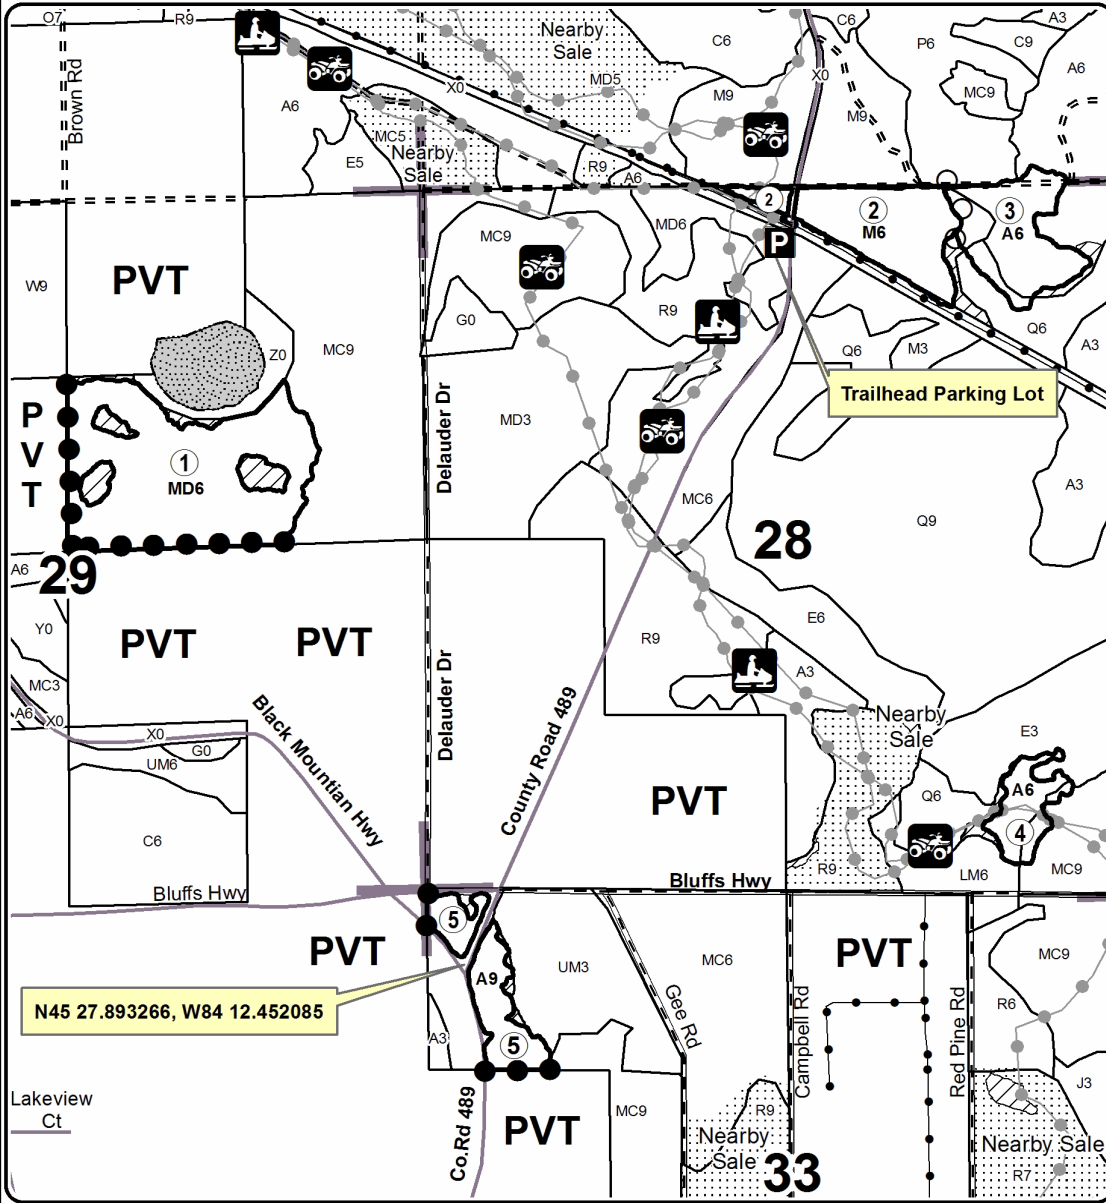 O7
R9
Brown Rd
A6
X0
Nearby
Sale
MD5
C6
M9
X0
C6
M9
P6
A3
C9
A6
MC9
MC5
Nearby
Sale
E5
R9
A6
W9
PVT
MC9
MD6
2
2
M6
3
A6
P
G0
R9
Z0
MC9
Q6
M3
Q6
A3
Trailhead Parking Lot
P
V
T
1
MD6
Delauder Dr
MD3
MC6
28
Q9
A3
29
A6
PVT
PVT
Y0
MC3
A6
X0
X0
G0
UM6
C6
Black Mountian Hwy
Delauder Dr
County Road 489
R9
E6
A3
Nearby
Sale
E3
PVT
Q6
A6
4
R9
LM6
MC9
Bluffs Hwy
Bluffs Hwy
PVT
5
A9
UM3
MC6
PVT
MC9
N45 27.893266, W84 12.452085
A3
5
Gee Rd
Campbell Rd
Red Pine Rd
R6
J3
Lakeview
Ct
Co.Rd 489
PVT
MC9
R9
Nearby
Sale
33
Nearby Sale
R7